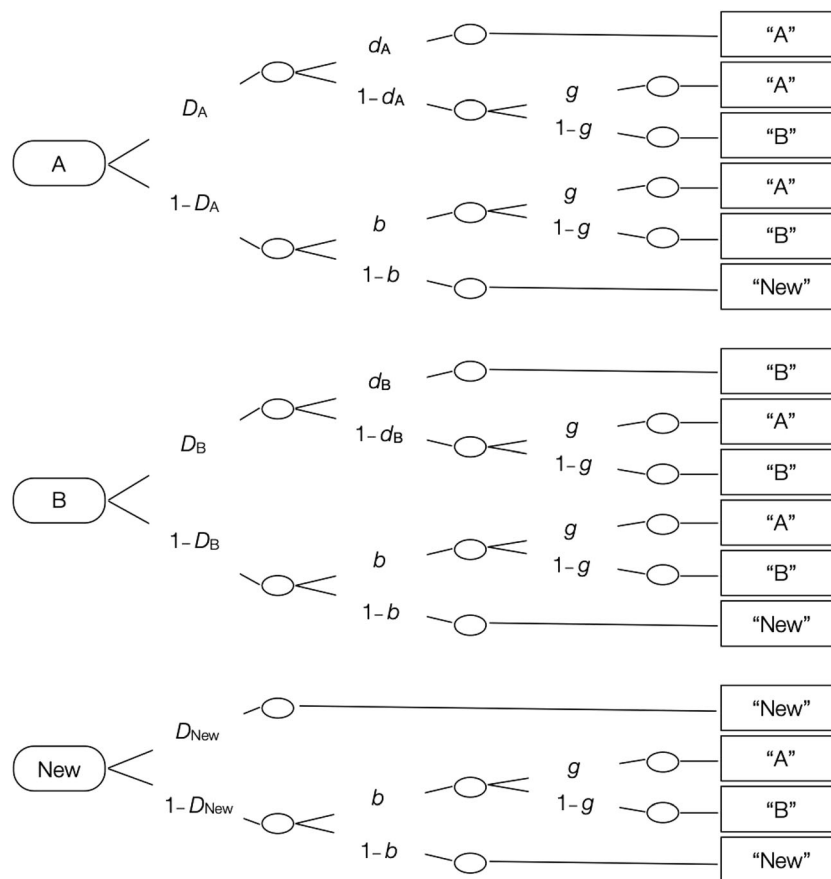 d_A "A"
D_A 1–d_A g "A"
1–g "B"
A
1–D_A b g "A"
1–g "B"
1–b "New"
d_B "B"
D_B 1–d_B g "A"
1–g "B"
B
1–D_B b g "A"
1–g "B"
1–b "New"
D_New "New"
New g "A"
1–D_New b 1–g "B"
1–b "New"